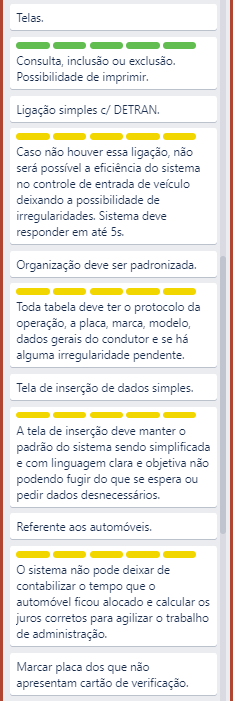 Telas.
Consulta, inclusão ou exclusão.
Possibilidade de imprimir.
Ligação simples c/ DETRAN.
Caso não houver essa ligação, não
será possível a eficiência do sistema
no controle de entrada de veículo
deixando a possibilidade de
irregularidades. Sistema deve
responder em até 5s.
Organização deve ser padronizada.
Toda tabela deve ter o protocolo da
operação, a placa, marca, modelo,
dados gerais do condutor e se há
alguma irregularidade pendente.
Tela de inserção de dados simples.
A tela de inserção deve manter o
padrão do sistema sendo simplificada
e com linguagem clara e objetiva não
podendo fugir do que se espera ou
pedir dados desnecessários.
Referente aos automóveis.
O sistema não pode deixar de
contabilizar o tempo que o
automóvel ficou alocado e calcular os
juros corretos para agilizar o trabalho
de administração.
Marcar placa dos que não
apresentam cartão de verificação.